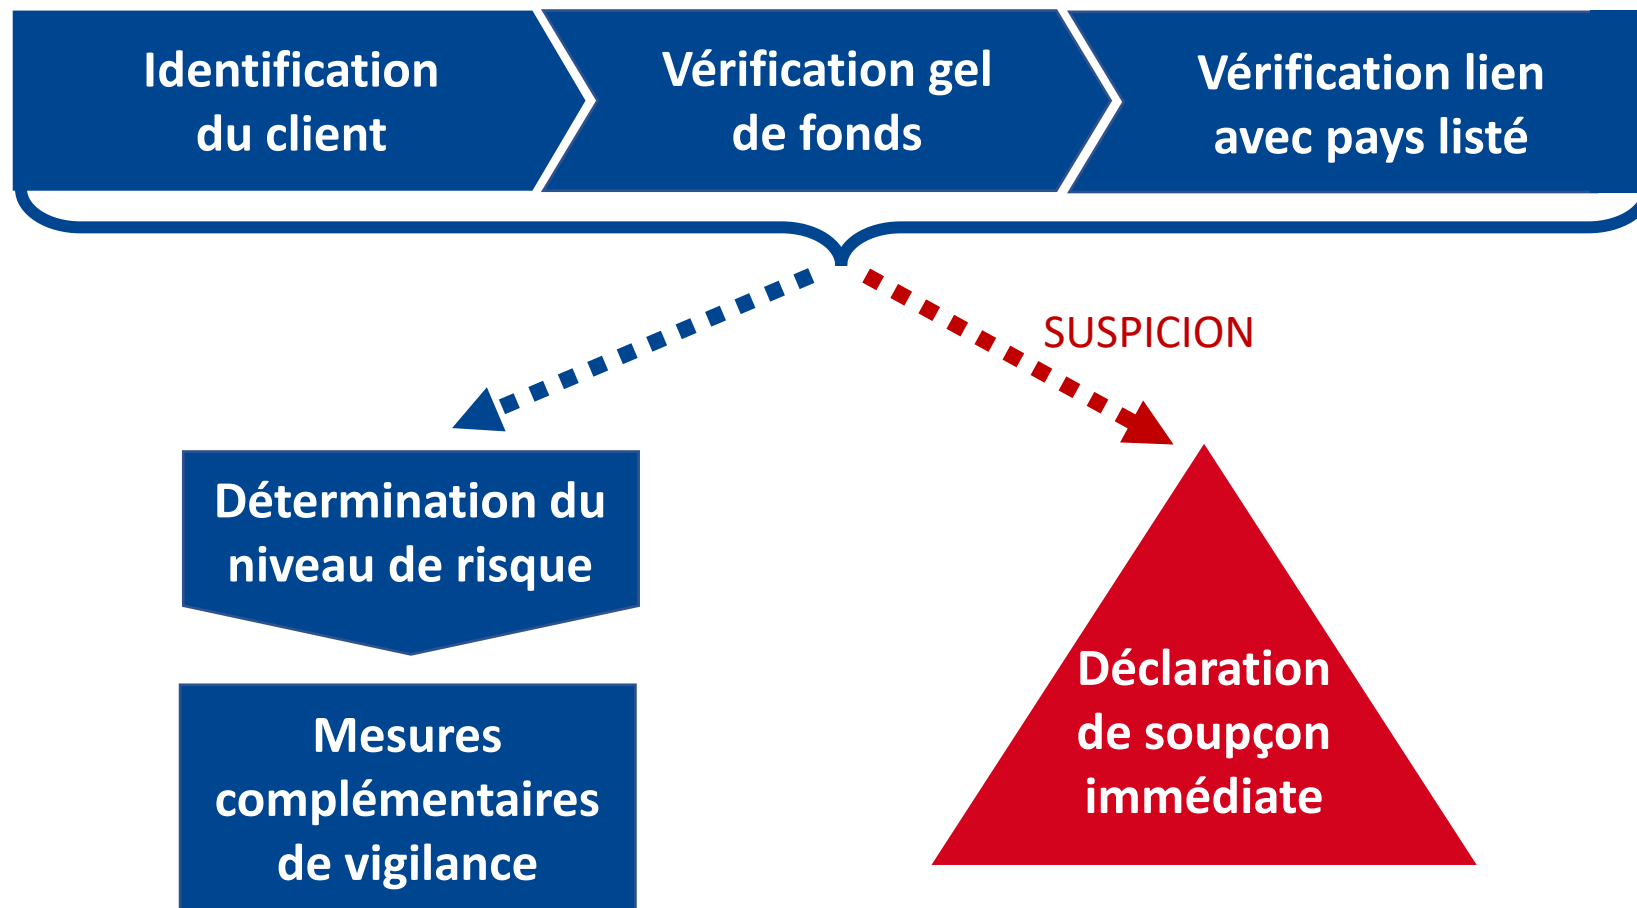 Identification
du client
Vérification gel
de fonds
Vérification lien
avec pays listé
SUSPICION
Détermination du
niveau de risque
Mesures
complémentaires
de vigilance
Déclaration
de soupçon
immédiate